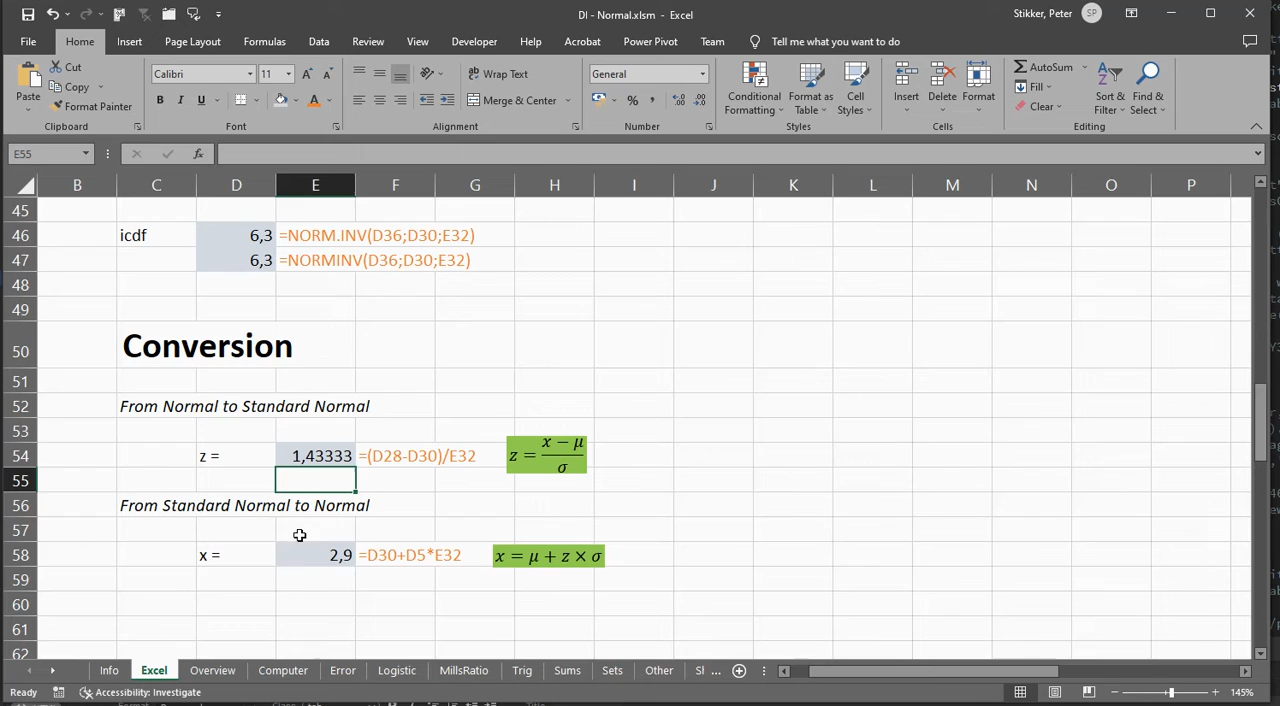 DI - Normal.xlsm - Excel
Stikker, Peter
SP
File Home Insert Page Layout Formulas Data Review View Developer Help Acrobat Power Pivot Team Tell me what you want to do
Paste
Cut
Copy
Format Painter
Clipboard
Calibri 11
B I U
Font
Wrap Text
Merge & Center
Alignment
General
Number
Conditional Formatting
Format as Table
Cell Styles
Styles
Insert Delete Format
Cells
AutoSum
Fill
Clear
Sort & Filter
Find & Select
Editing
E55
fx
B C D E F G H I J K L M N O P
45
46 icdf 6,3 =NORM.INV(D36;D30;E32)
47 6,3 =NORMINV(D36;D30;E32)
48
49
50 Conversion
51
52 From Normal to Standard Normal
53
54 z = 1,43333 =(D28-D30)/E32 z = (x − μ)/σ
55
56 From Standard Normal to Normal
57
58 x = 2,9 =D30+D5*E32 x = μ + z × σ
59
60
61
62
Info Excel Overview Computer Error Logistic MillsRatio Trig Sums Sets Other Sl ...
Ready Accessibility: Investigate 145%